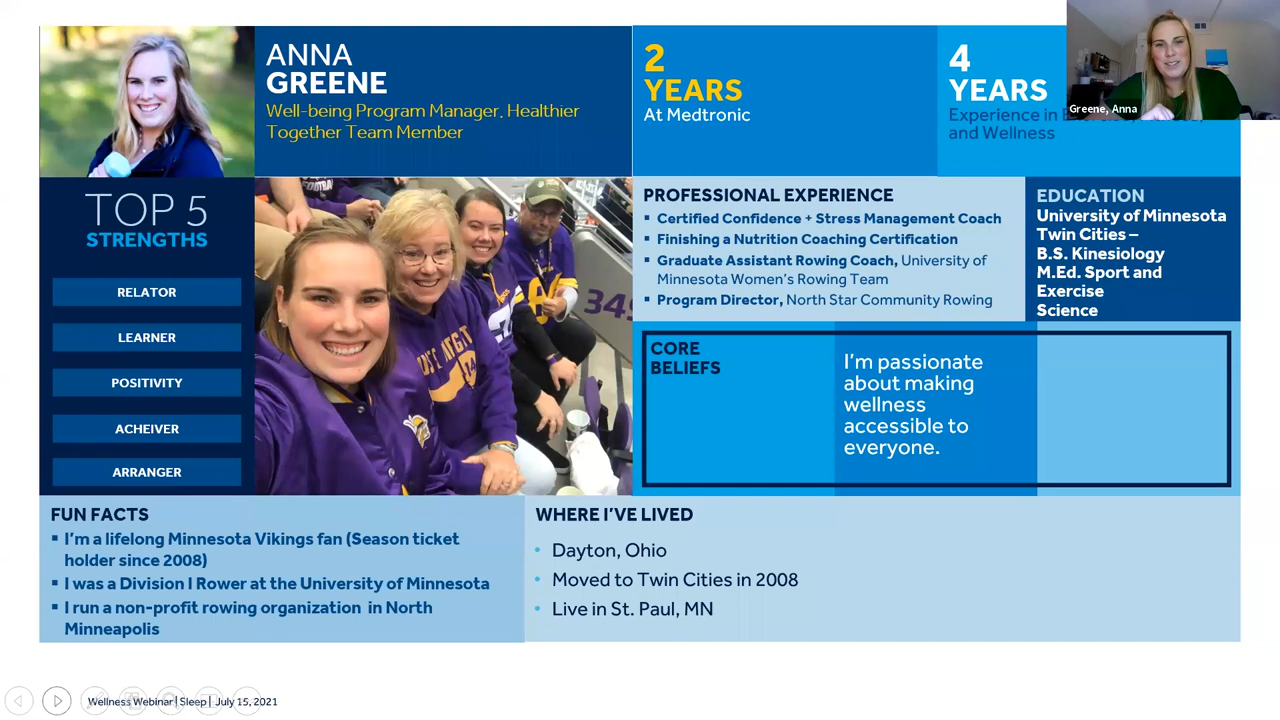 ANNA
GREENE
Well-being Program Manager, Healthier
Together Team Member
2
YEARS
At Medtronic
4
YEARS
Experience in
and Wellness
Greene, Anna
TOP 5
STRENGTHS
RELATOR
LEARNER
POSITIVITY
ACHEIVER
ARRANGER
349
PROFESSIONAL EXPERIENCE
▪ Certified Confidence + Stress Management Coach
▪ Finishing a Nutrition Coaching Certification
▪ Graduate Assistant Rowing Coach, University of
Minnesota Women's Rowing Team
▪ Program Director, North Star Community Rowing
EDUCATION
University of Minnesota
Twin Cities –
B.S. Kinesiology
M.Ed. Sport and
Exercise
Science
CORE
BELIEFS
I'm passionate
about making
wellness
accessible to
everyone.
FUN FACTS
▪ I'm a lifelong Minnesota Vikings fan (Season ticket
holder since 2008)
▪ I was a Division I Rower at the University of Minnesota
▪ I run a non-profit rowing organization in North
Minneapolis
WHERE I'VE LIVED
• Dayton, Ohio
• Moved to Twin Cities in 2008
• Live in St. Paul, MN
Wellness Webinar | Sleep | July 15, 2021